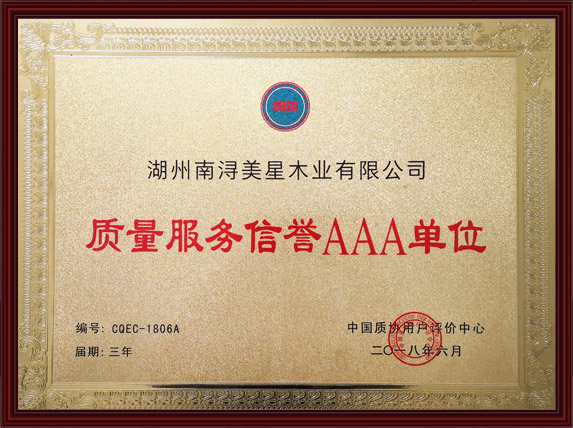 CQEC
湖州南浔美星木业有限公司
质量服务信誉AAA单位
编号: CQEC-1806A
中国质协用户评价中心
届期: 三年
二〇一八年六月